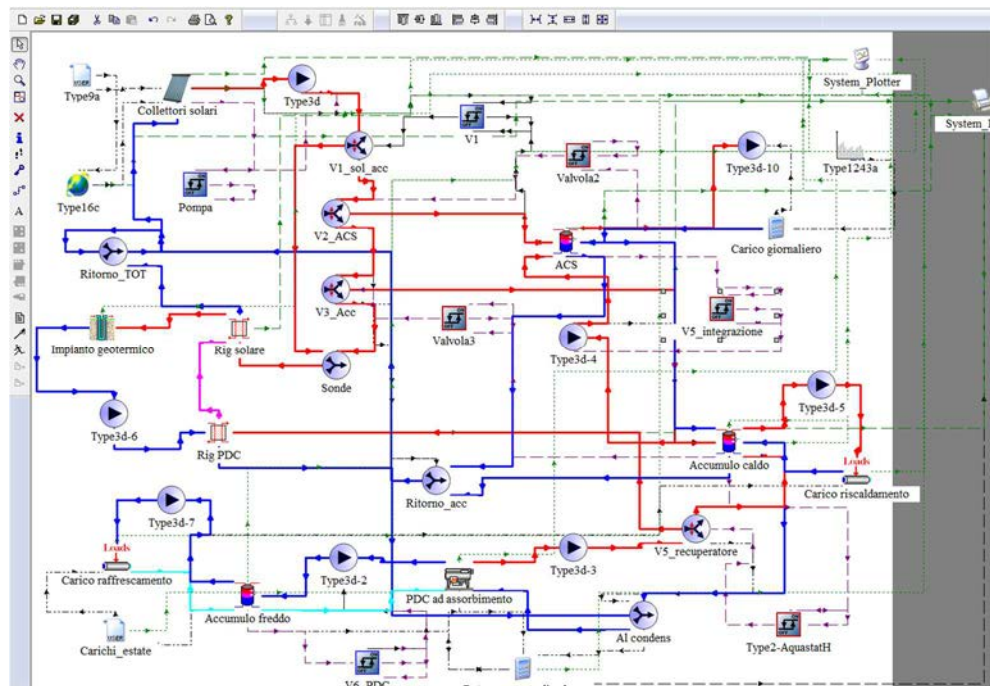 System_Plotter
Type9a
USER
Collettori solari
Type3d
System_
V1
V1_sol_acc
Valvola2
Type3d-10
Type1243a
Type16c
Pompa
V2_ACS
ACS
Carico giornaliero
Ritorno_TOT
V3_Acc
V5_integrazione
Impianto geotermico
Rig solare
Valvola3
Type3d-4
Sonde
Type3d-5
Type3d-6
Rig PDC
Accumulo caldo
Loads
Carico riscaldamento
Ritorno_acc
Type3d-7
V5_recuperatore
Loads
Type3d-2
Type3d-3
Carico raffrescamento
PDC ad assorbimento
Accumulo freddo
Al condens
USER
Type2-AquastatH
Carichi_estate
V6_PDC